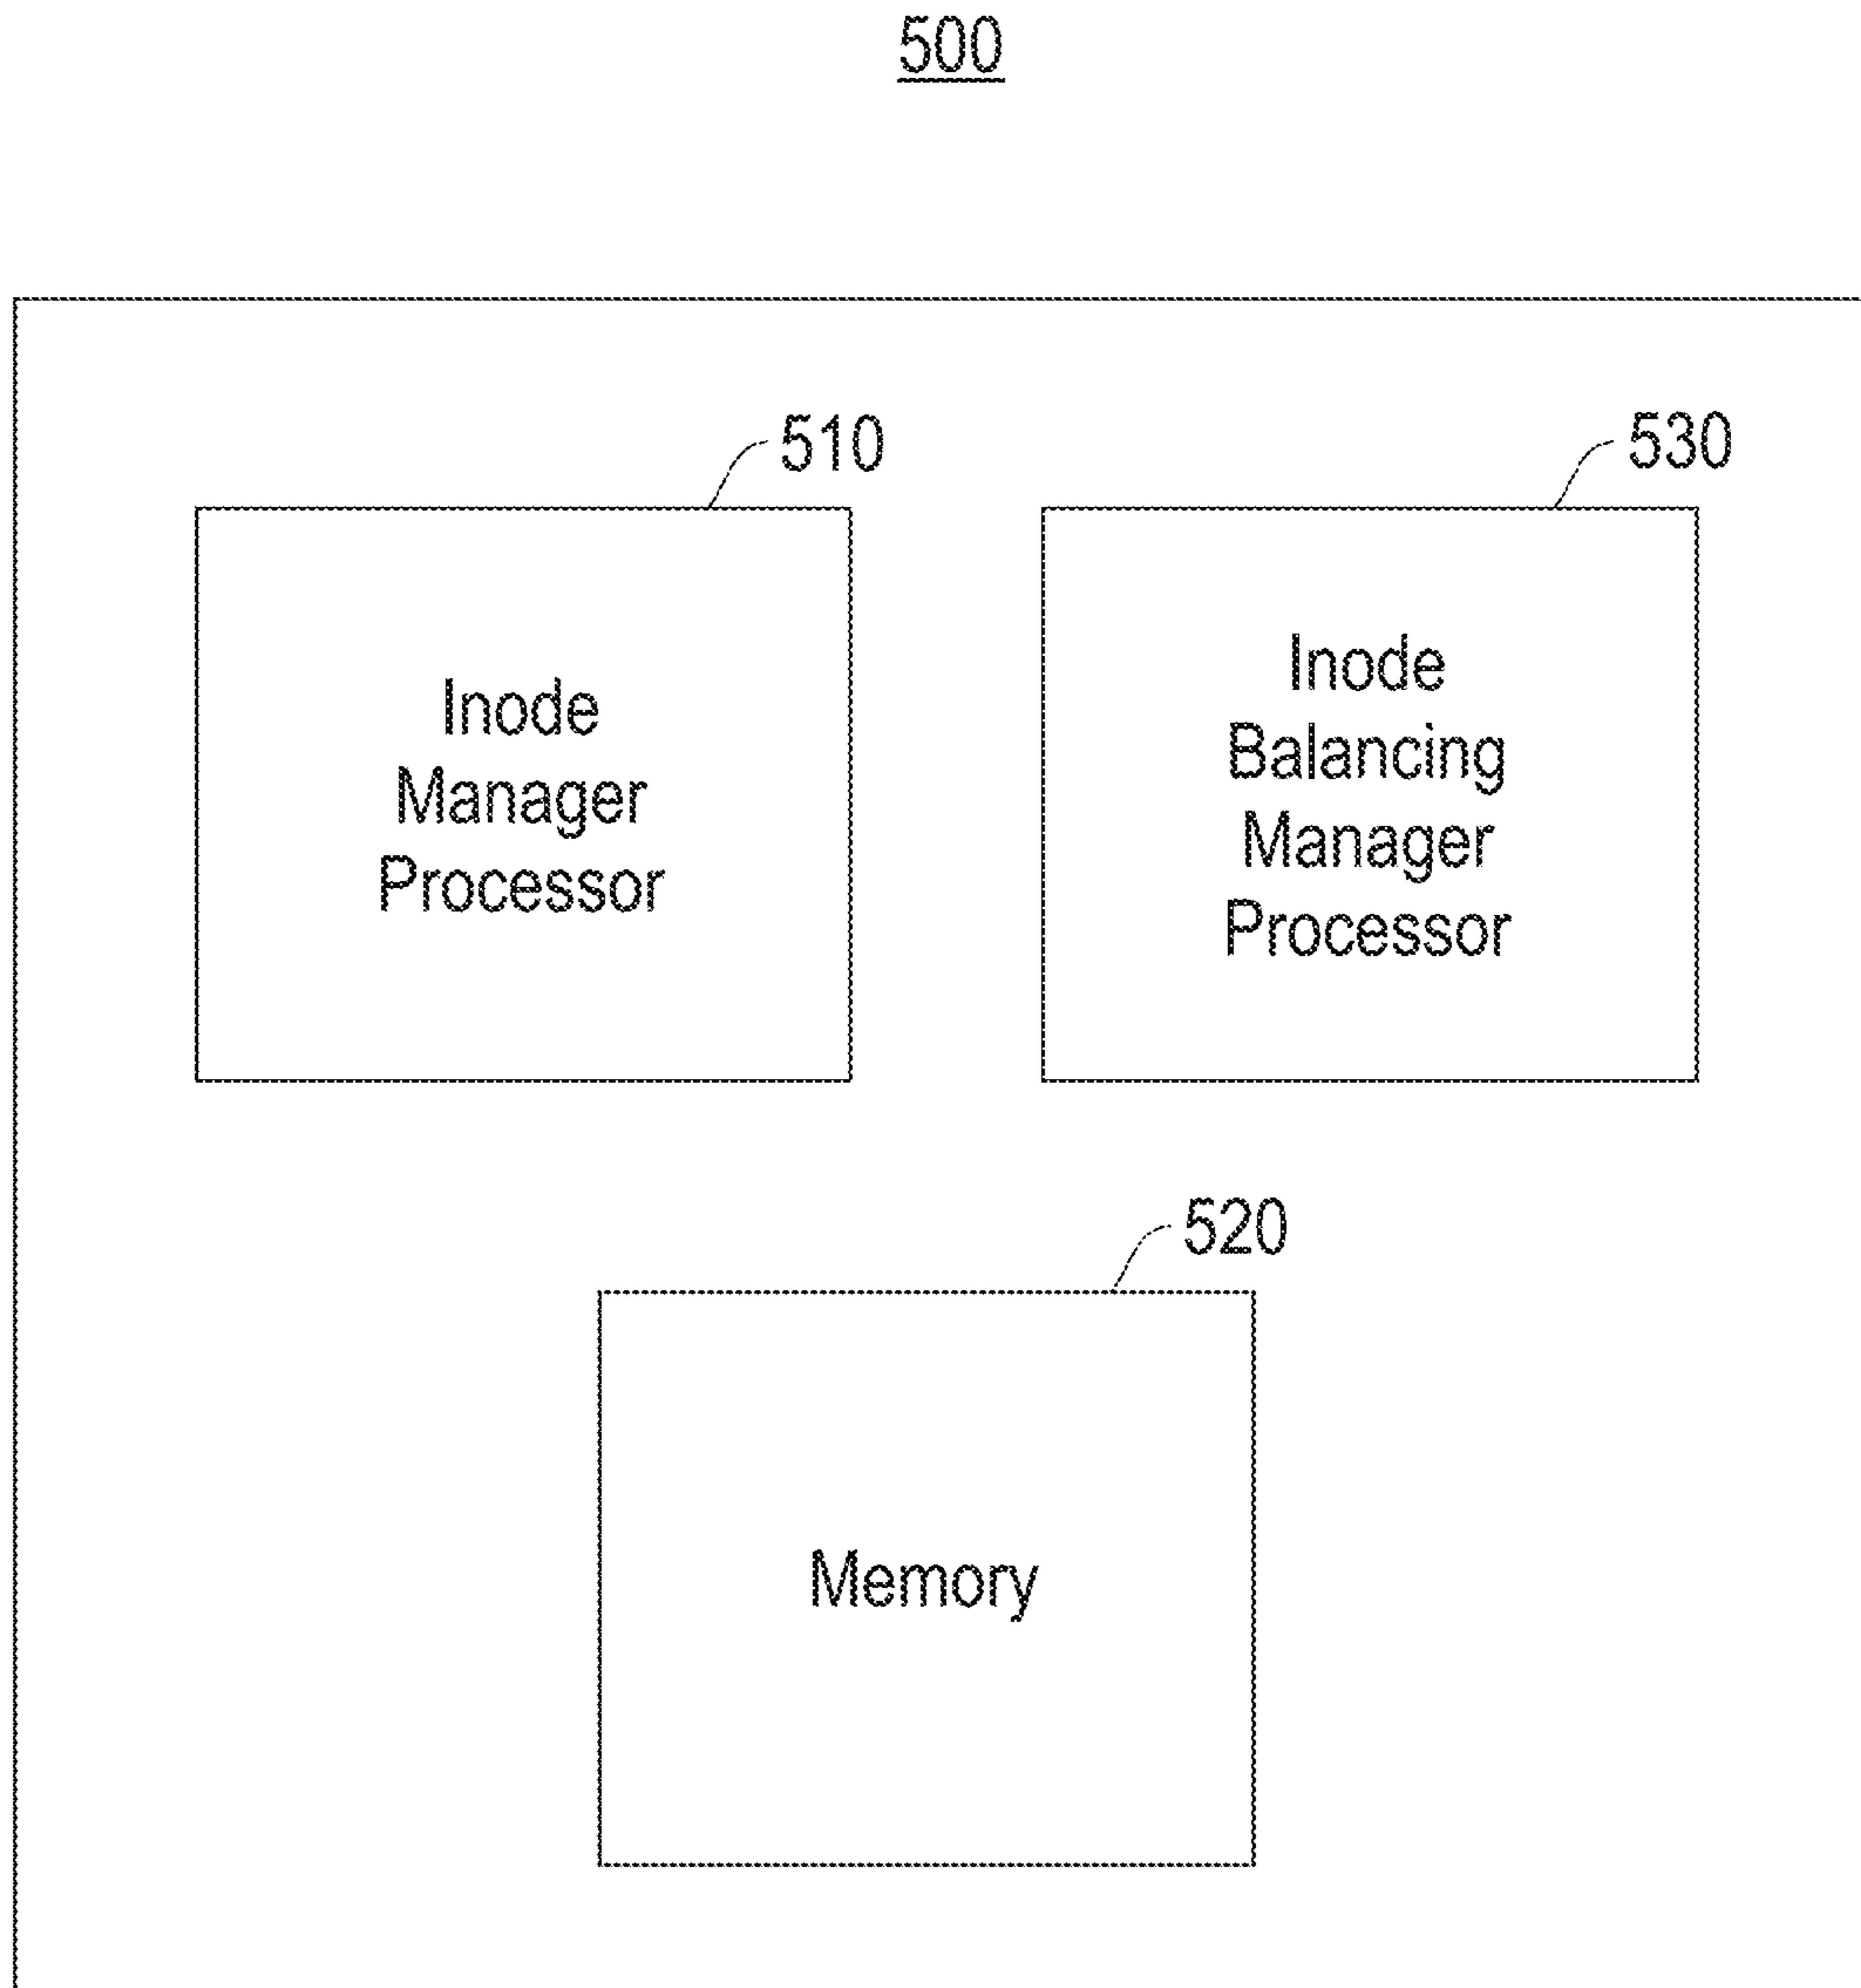 500
510
Inode
Manager
Processor
530
Inode
Balancing
Manager
Processor
520
Memory